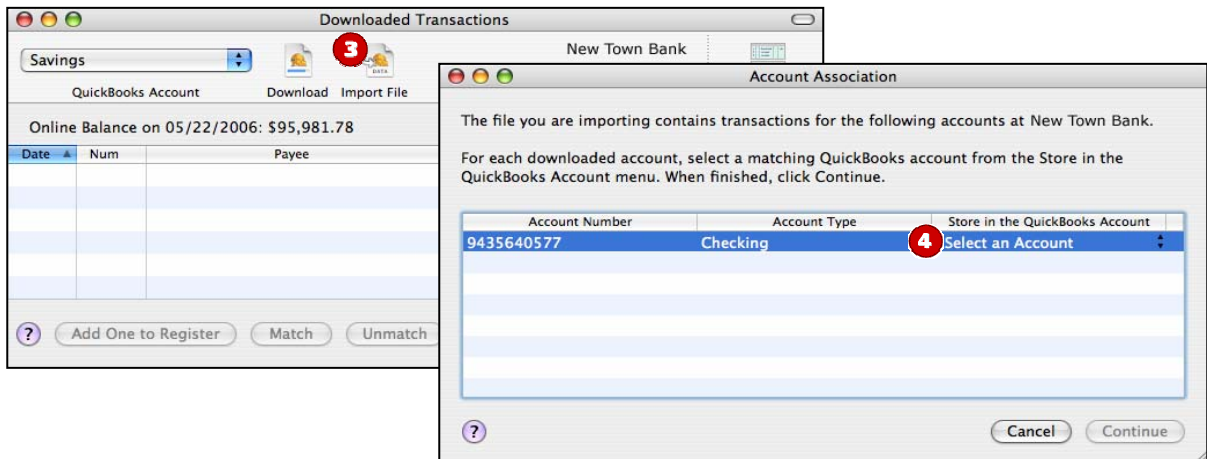 Downloaded Transactions
3
Savings
New Town Bank
DATA
QuickBooks Account
Download
Import File
Online Balance on 05/22/2006: $95,981.78
Date
Num
Payee
?
Add One to Register
Match
Unmatch
Account Association
The file you are importing contains transactions for the following accounts at New Town Bank.
For each downloaded account, select a matching QuickBooks account from the Store in the
QuickBooks Account menu. When finished, click Continue.
Account Number
Account Type
Store in the QuickBooks Account
9435640577
Checking
4
Select an Account
?
Cancel
Continue